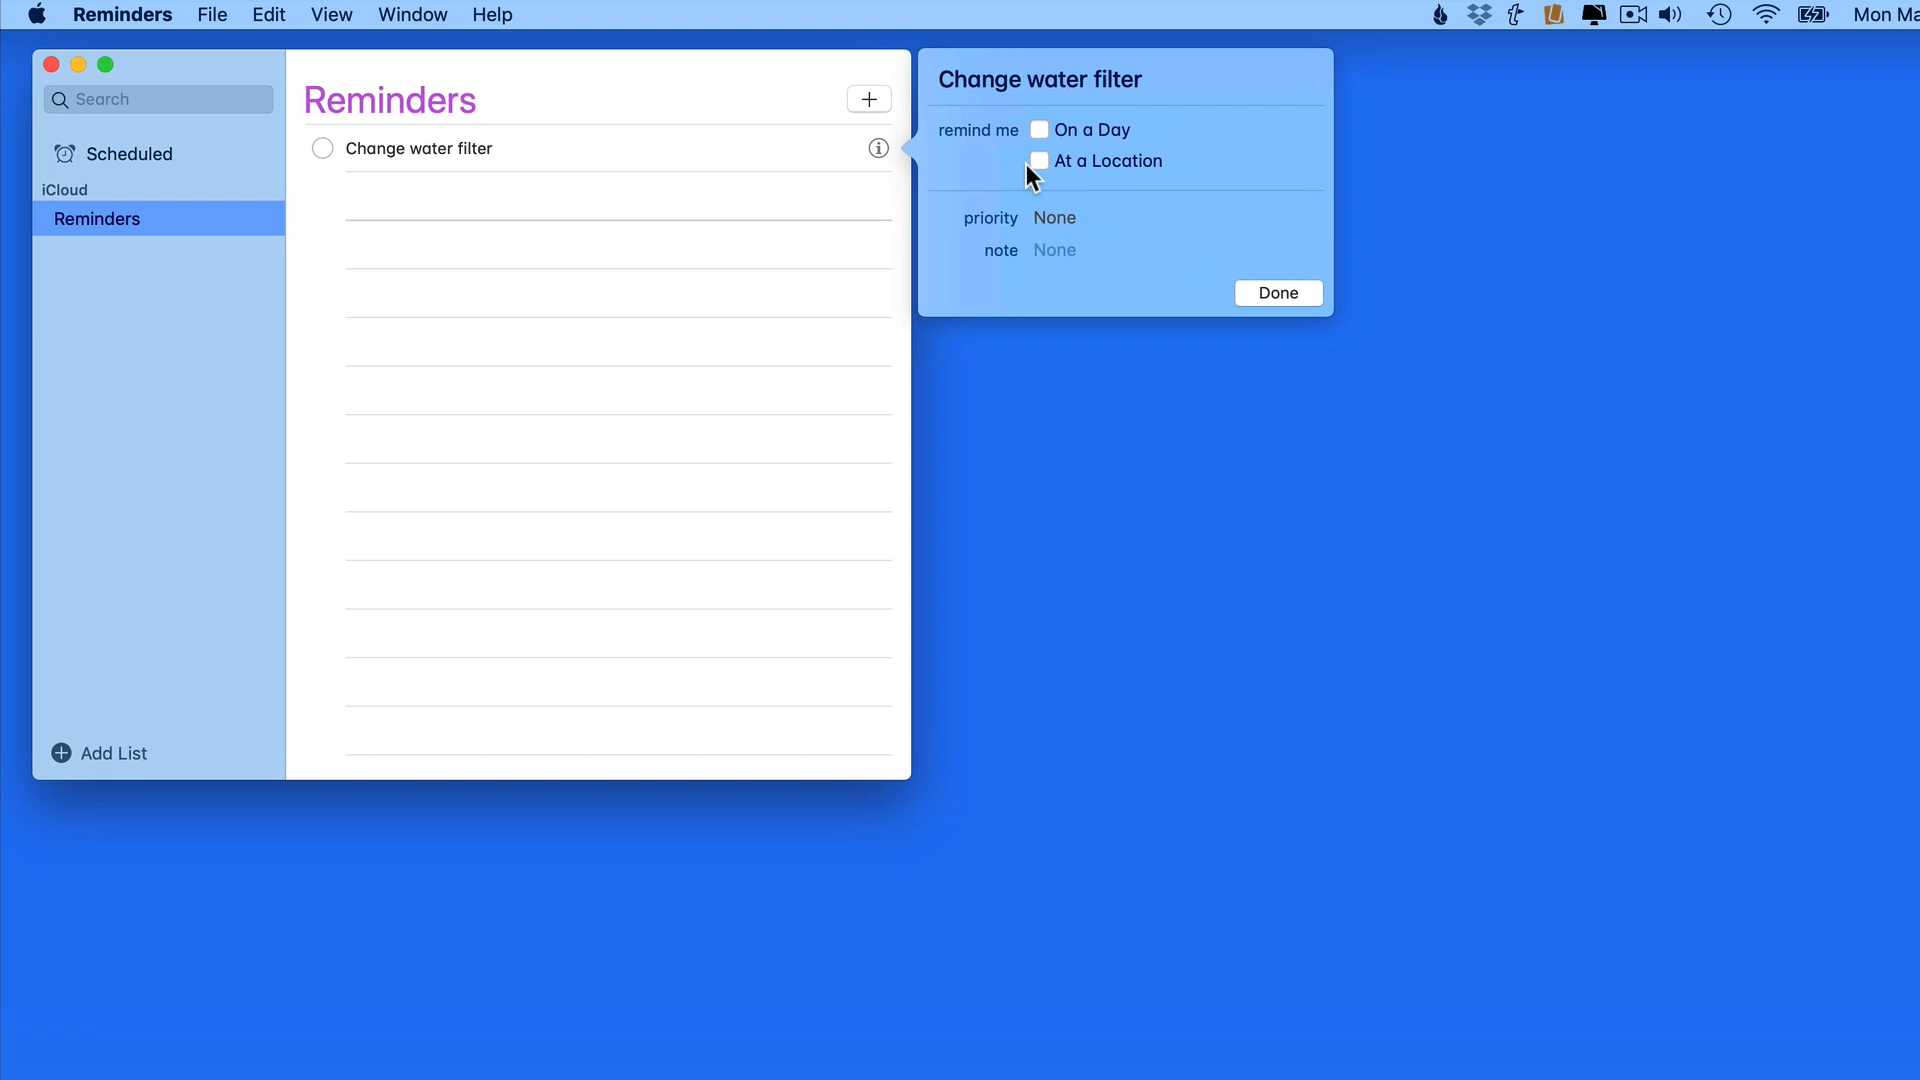 Reminders File Edit View Window Help
Mon Ma
Search
Scheduled
iCloud
Reminders
Add List
Reminders
Change water filter
Change water filter
remind me On a Day
At a Location
priority None
note None
Done